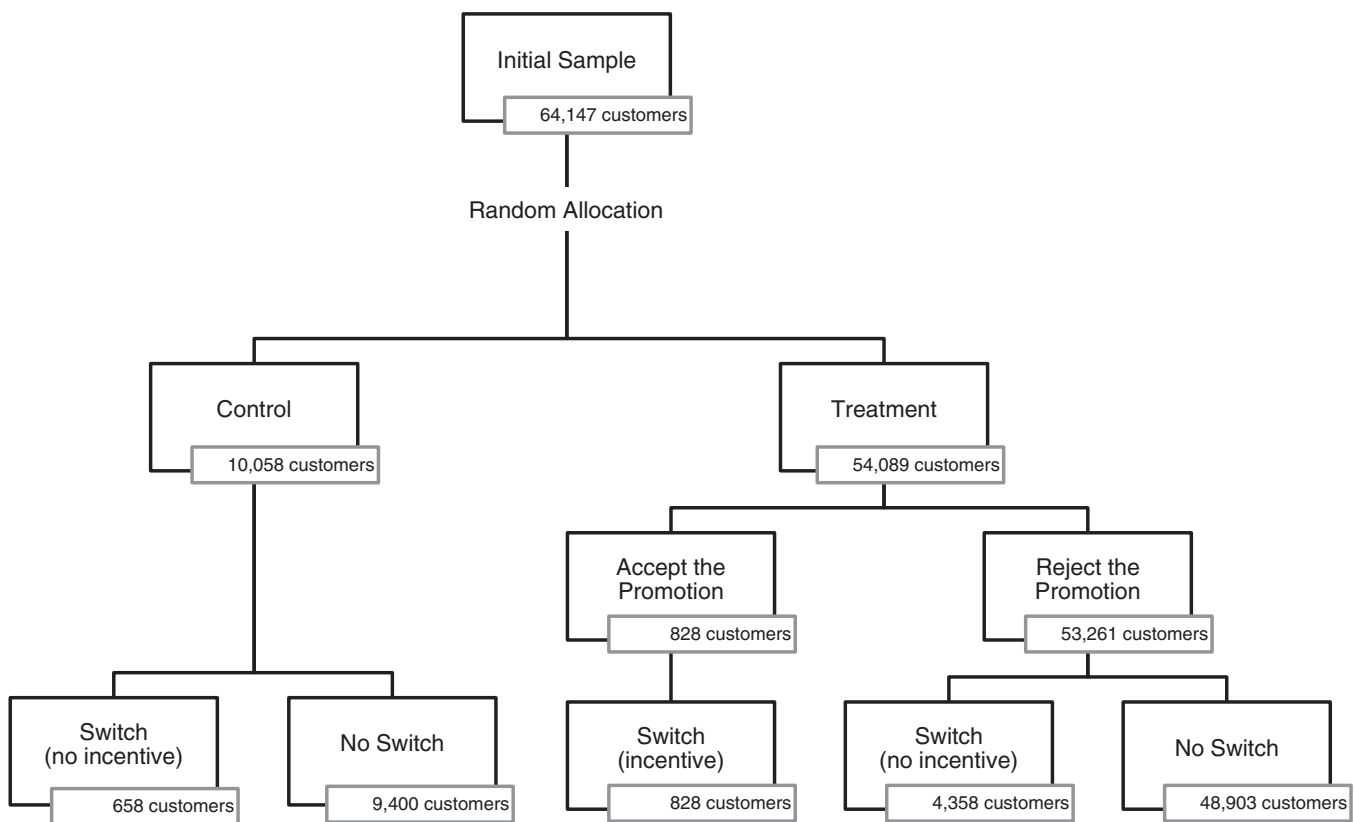 Initial Sample
64,147 customers
Random Allocation
Control
10,058 customers
Treatment
54,089 customers
Accept the
Promotion
828 customers
Reject the
Promotion
53,261 customers
Switch
(no incentive)
658 customers
No Switch
9,400 customers
Switch
(incentive)
828 customers
Switch
(no incentive)
4,358 customers
No Switch
48,903 customers